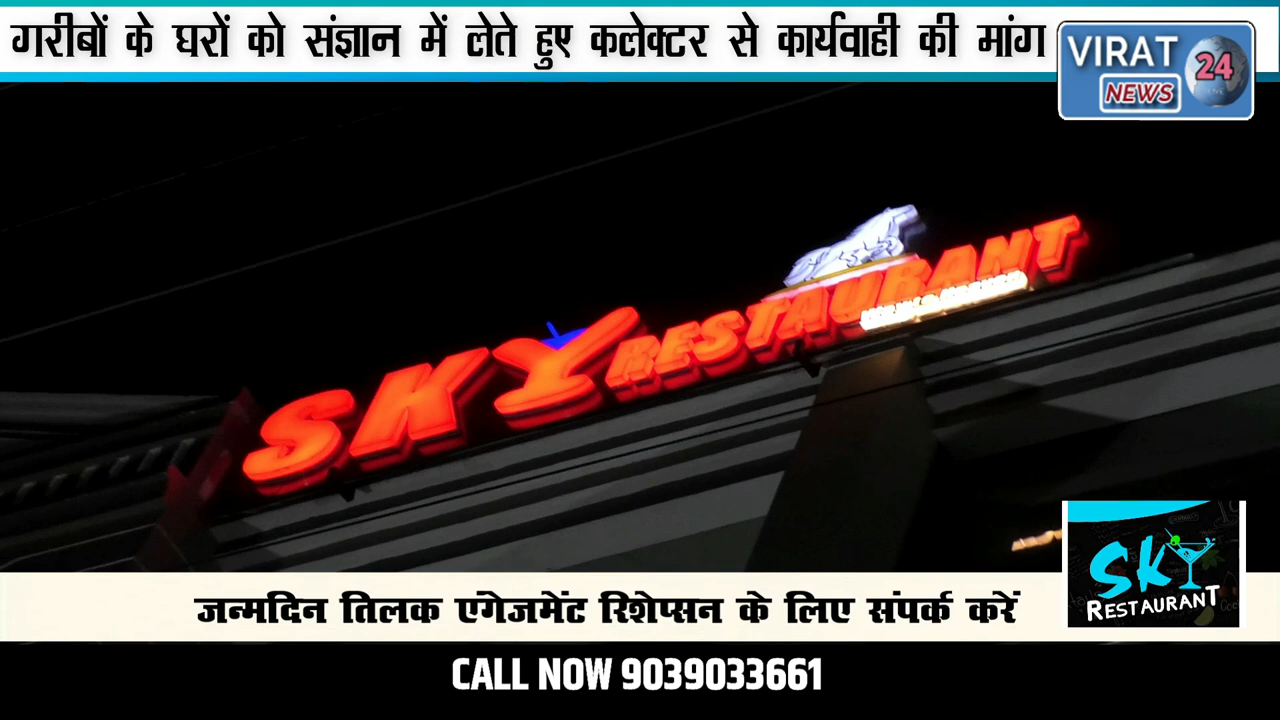 गरीबों के घरों को संज्ञान में लेते हुए कलेक्टर से कार्यवाही की मांग
VIRAT
NEWS
24
SKY RESTAURANT
SKY
RESTAURANT
जन्मदिन तिलक एंगेजमेंट रिशेप्सन के लिए संपर्क करें
CALL NOW 9039033661